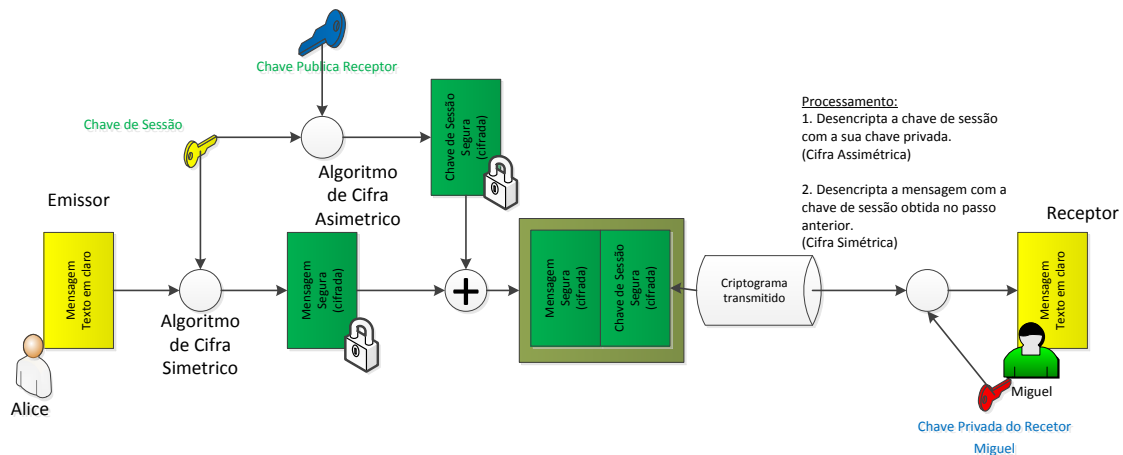 Chave Publica Receptor
Chave de Sessão
Algoritmo
de Cifra
Asimetrico
Chave de Sessão
Segura
(cifrada)
Processamento:
1. Desencripta a chave de sessão
com a sua chave privada.
(Cifra Assimétrica)
2. Desencripta a mensagem com a
chave de sessão obtida no passo
anterior.
(Cifra Simétrica)
Emissor
Mensagem
Texto em claro
Alice
Algoritmo
de Cifra
Simetrico
Mensagem
Segura
(cifrada)
Mensagem
Segura
(cifrada)
Chave de Sessão
Segura
(cifrada)
Criptograma
transmitido
Receptor
Mensagem
Texto em claro
Miguel
Chave Privada do Recetor
Miguel